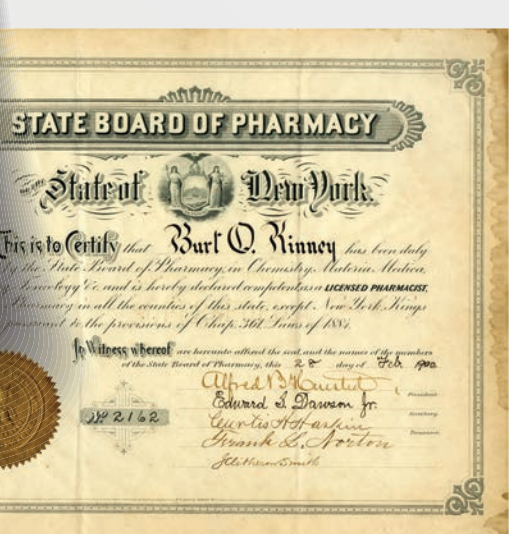 STATE BOARD OF PHARMACY
OF THE
State of New York.
This is to Certify that Burt O. Kinney has been duly
by the State Board of Pharmacy, in Chemistry, Materia Medica,
Toxicology &c. and is hereby declared competent as a LICENSED PHARMACIST,
Pharmacy in all the counties of this state, except New York, Kings
pursuant to the provisions of Chap. 361, Laws of 1884.
In Witness whereof are hereunto affixed the seal, and the names of the members
of the State Board of Pharmacy, this 28 day of Feb. 1900
Alfred B. President.
Edward S. Dawson Jr.
Secretary.
Curtis H. Haskin
Treasurer.
Frank L. Norton
Smith
No 2162